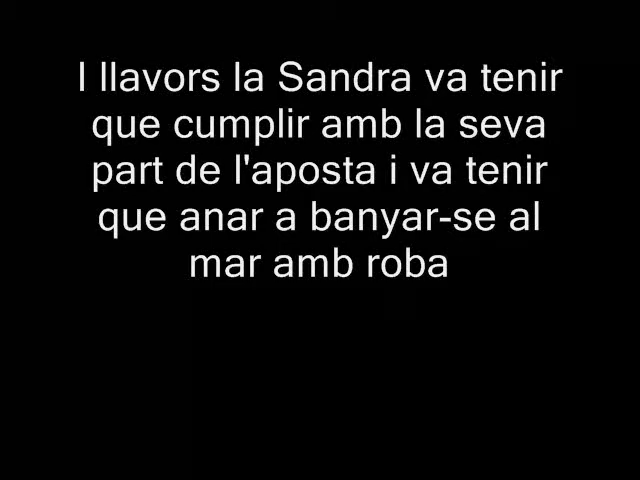 I llavors la Sandra va tenir
que cumplir amb la seva
part de l'aposta i va tenir
que anar a banyar-se al
mar amb roba